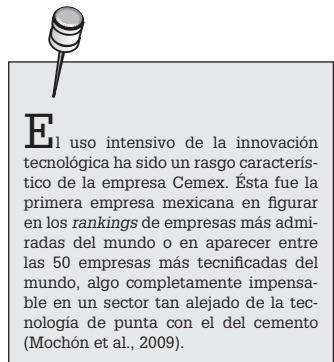 El uso intensivo de la innovación
tecnológica ha sido un rasgo caracterís-
tico de la empresa Cemex. Ésta fue la
primera empresa mexicana en figurar
en los rankings de empresas más admi-
radas del mundo o en aparecer entre
las 50 empresas más tecnificadas del
mundo, algo completamente impensa-
ble en un sector tan alejado de la tec-
nología de punta con el del cemento
(Mochón et al., 2009).